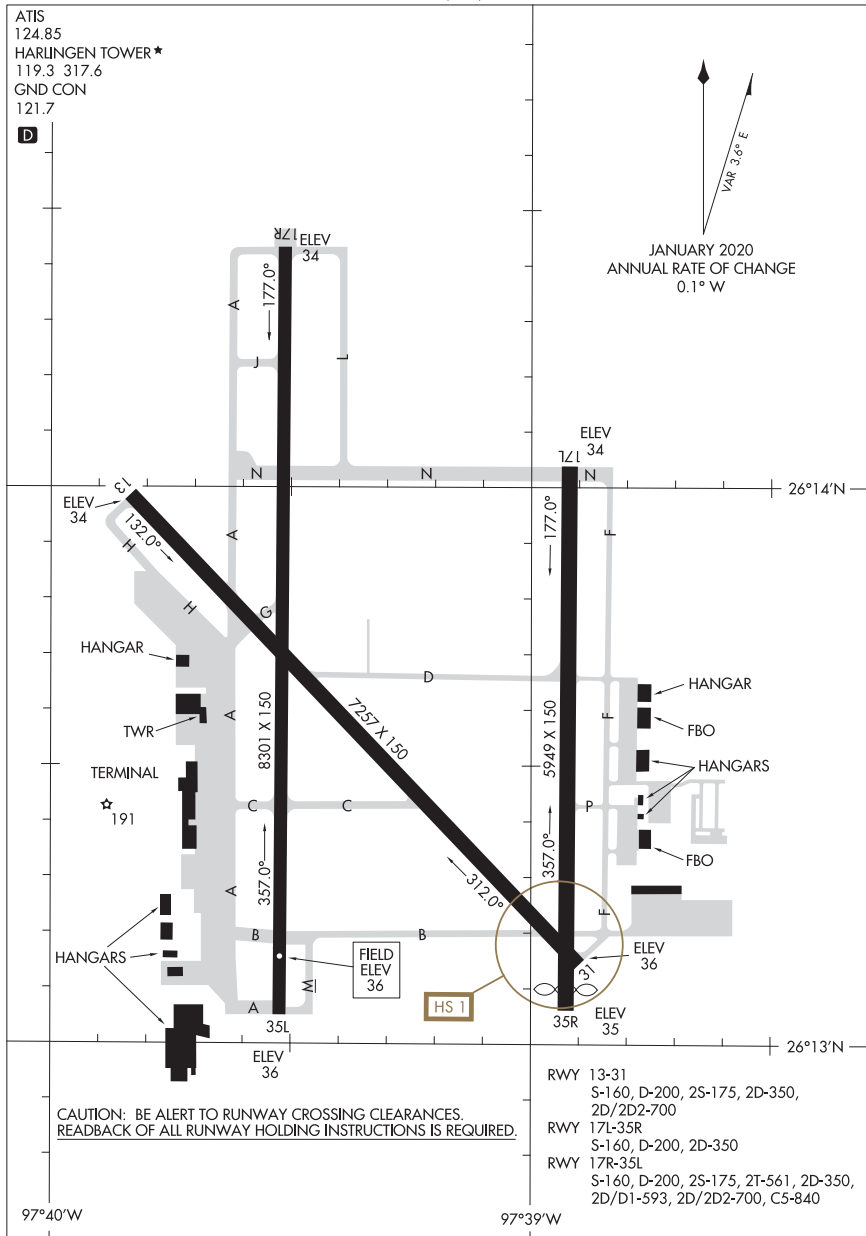 ATIS
124.85
HARLINGEN TOWER★
119.3 317.6
GND CON
121.7
D
VAR 3.6° E
JANUARY 2020
ANNUAL RATE OF CHANGE
0.1° W
17R
ELEV
34
177.0°
A
J
L
ELEV
34
17L
N
N
N
26°14'N
13
ELEV
34
132.0°
H
H
A
G
177.0°
F
HANGAR
TWR
A
8301 X 150
D
7257 X 150
5949 X 150
F
HANGAR
FBO
HANGARS
TERMINAL
191
C
C
P
FBO
357.0°
A
312.0°
357.0°
F
HANGARS
B
B
FIELD
ELEV
36
M
HS 1
31
ELEV
36
A
35L
35R
ELEV
35
ELEV
36
26°13'N
CAUTION: BE ALERT TO RUNWAY CROSSING CLEARANCES.
READBACK OF ALL RUNWAY HOLDING INSTRUCTIONS IS REQUIRED.
RWY 13-31
S-160, D-200, 2S-175, 2D-350,
2D/2D2-700
RWY 17L-35R
S-160, D-200, 2D-350
RWY 17R-35L
S-160, D-200, 2S-175, 2T-561, 2D-350,
2D/D1-593, 2D/2D2-700, C5-840
97°40'W
97°39'W